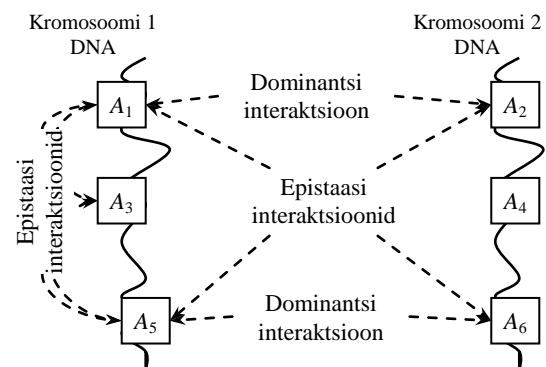 Kromosoomi 1
DNA
Kromosoomi 2
DNA
A1
Dominantsi
interaktsioon
A2
Epistaasi
interaktsioonid
A3
Epistaasi
interaktsioonid
A4
A5
Dominantsi
interaktsioon
A6